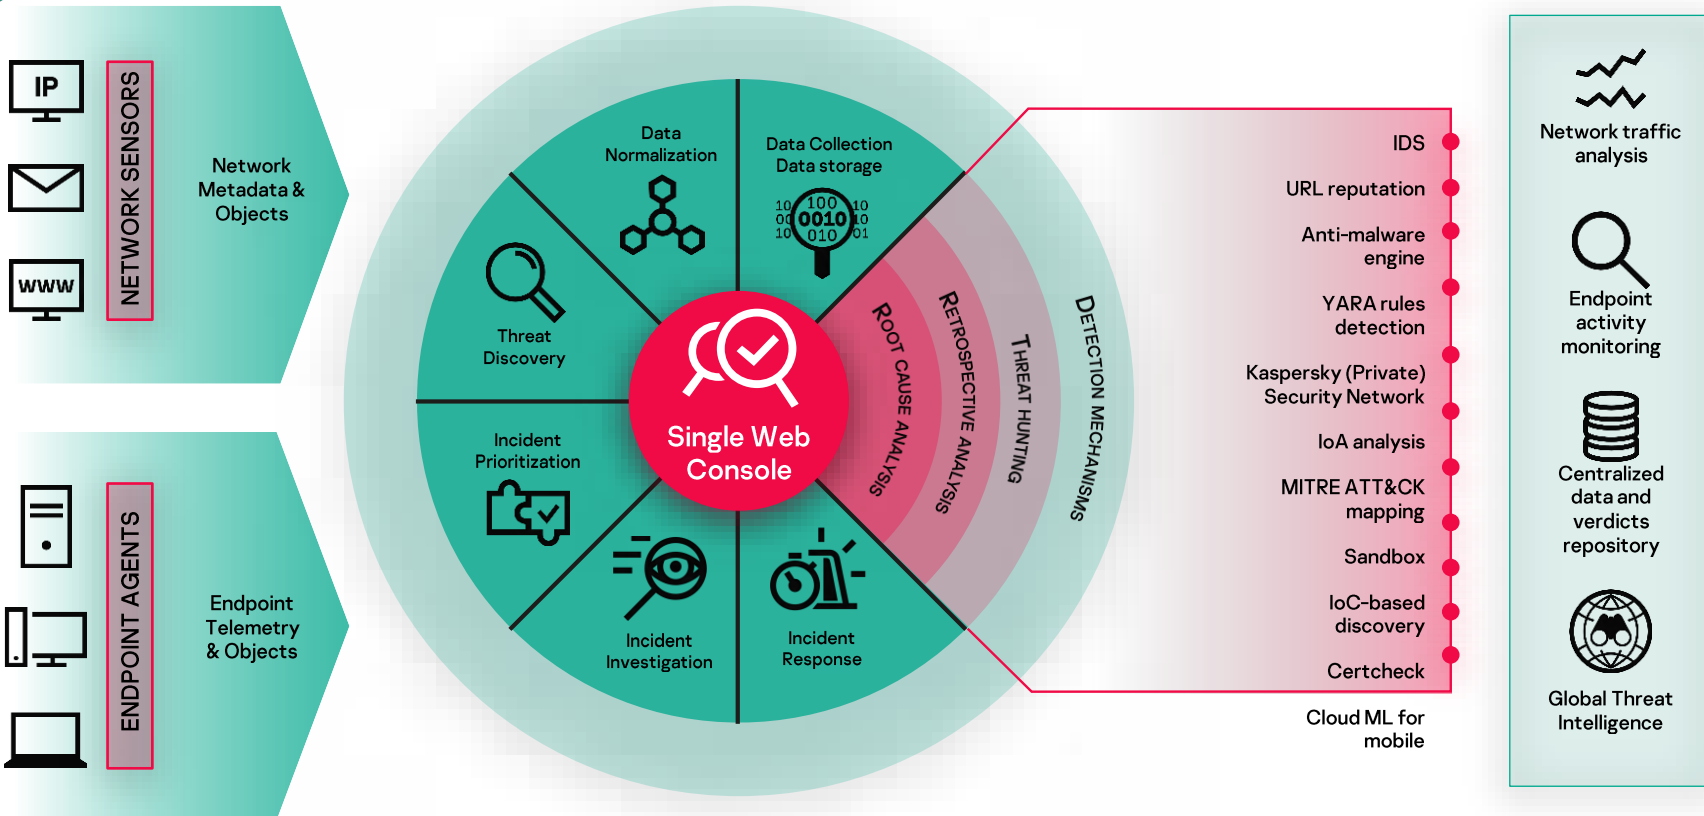 IP
www
NETWORK SENSORS
Network
Metadata &
Objects
ENDPOINT AGENTS
Endpoint
Telemetry
& Objects
Data
Normalization
Data Collection
Data storage
10 100 10
00 0010 10
10 010 01
Threat
Discovery
Incident
Prioritization
Incident
Investigation
Incident
Response
Single Web
Console
ROOT CAUSE ANALYSIS
RETROSPECTIVE ANALYSIS
THREAT HUNTING
DETECTION MECHANISMS
IDS
URL reputation
Anti-malware
engine
YARA rules
detection
Kaspersky (Private)
Security Network
IoA analysis
MITRE ATT&CK
mapping
Sandbox
IoC-based
discovery
Certcheck
Cloud ML for
mobile
Network traffic
analysis
Endpoint
activity
monitoring
Centralized
data and
verdicts
repository
Global Threat
Intelligence